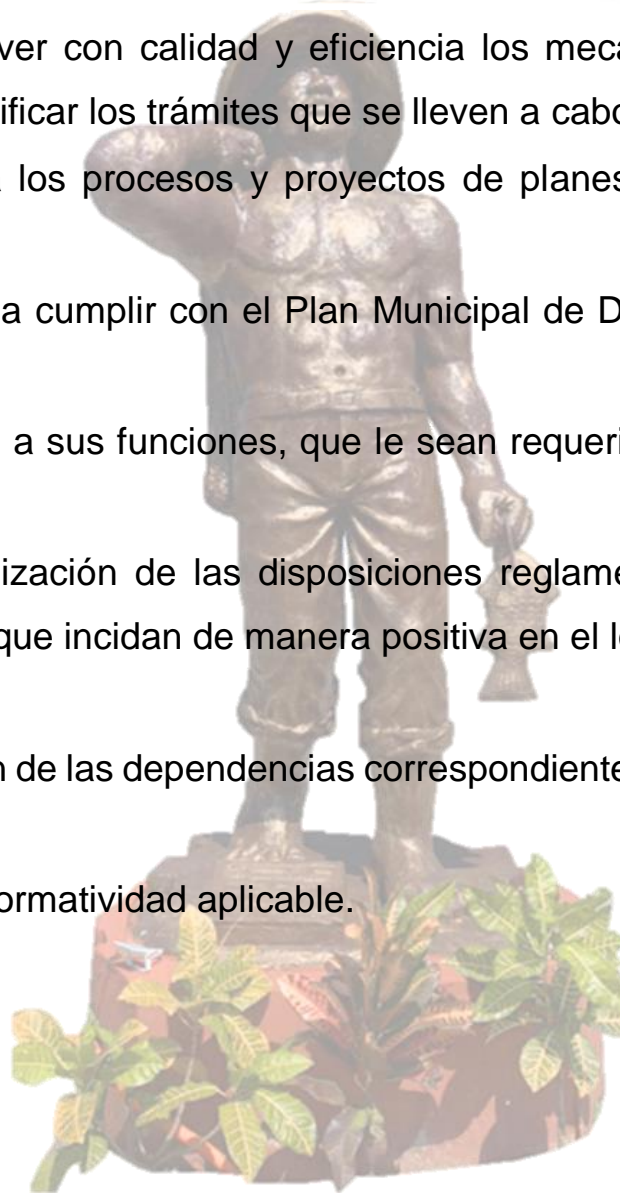 ver con calidad y eficiencia los meca
ificar los trámites que se lleven a cabo
los procesos y proyectos de planes
a cumplir con el Plan Municipal de D
a sus funciones, que le sean requeri
ización de las disposiciones reglame
que incidan de manera positiva en el l
n de las dependencias correspondiente
ormatividad aplicable.